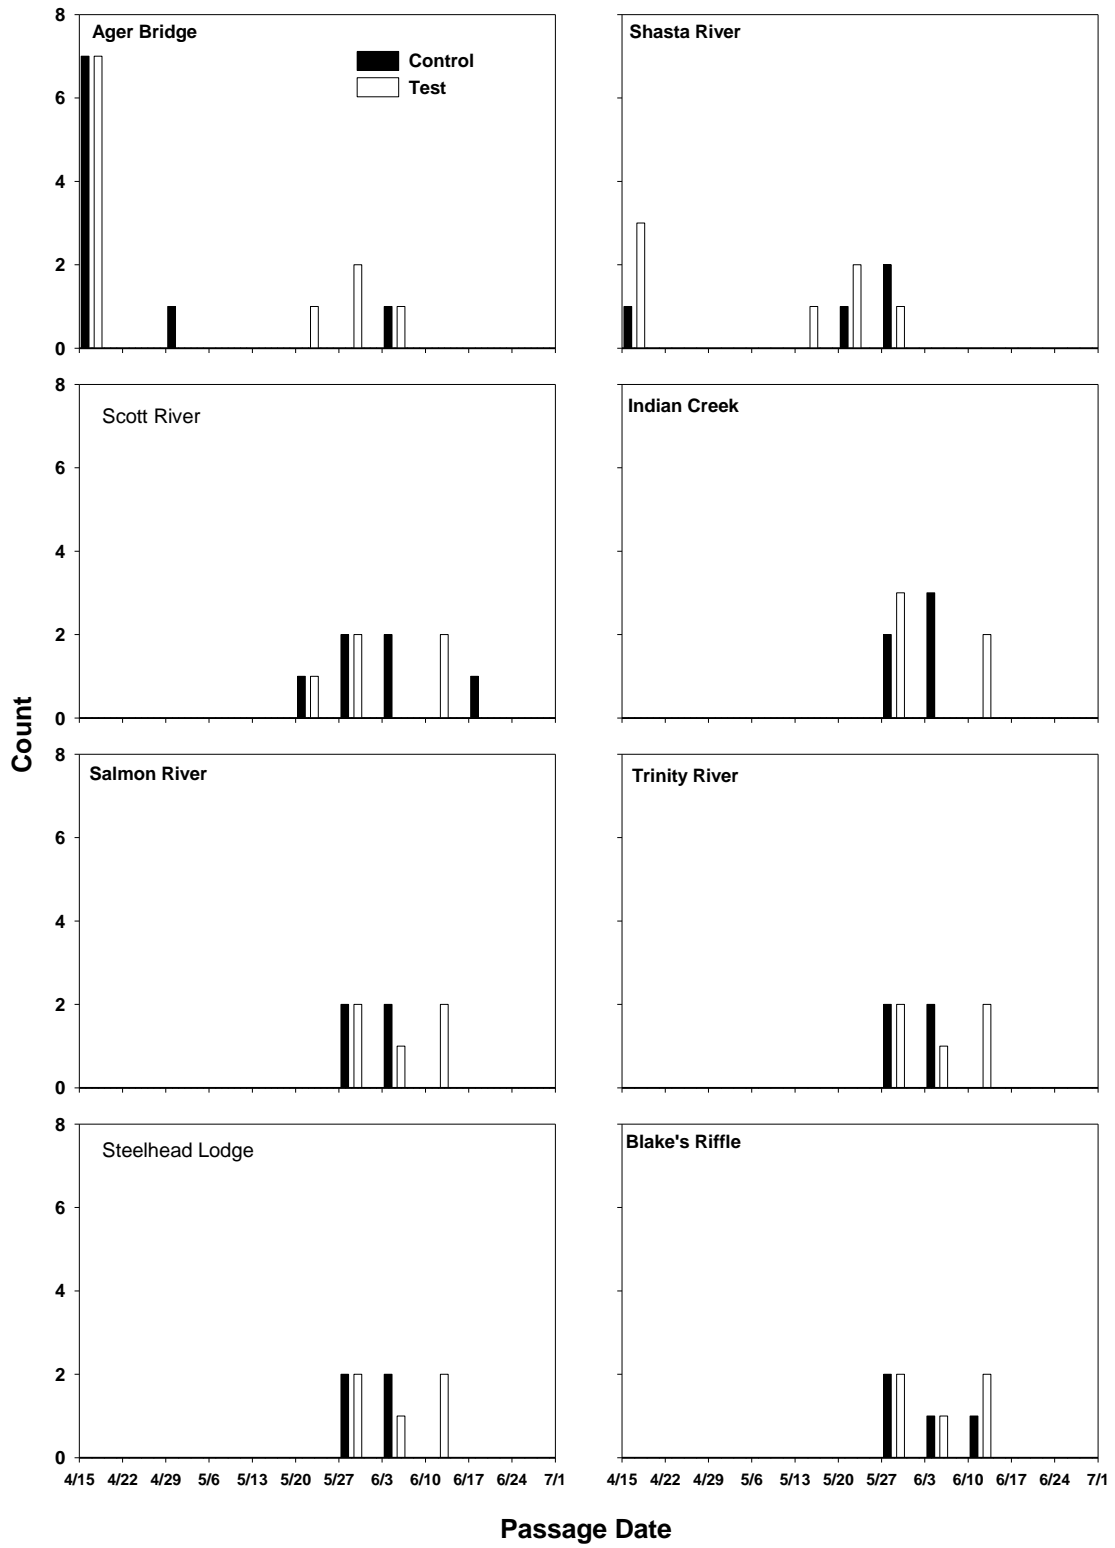 8
6
4
2
0
Ager Bridge
Control
Test
Shasta River
8
6
4
2
0
Scott River
Indian Creek
Count
8
6
4
2
0
Salmon River
Trinity River
8
6
4
2
0
Steelhead Lodge
Blake's Riffle
4/15 4/22 4/29 5/6 5/13 5/20 5/27 6/3 6/10 6/17 6/24 7/1
4/15 4/22 4/29 5/6 5/13 5/20 5/27 6/3 6/10 6/17 6/24 7/1
Passage Date